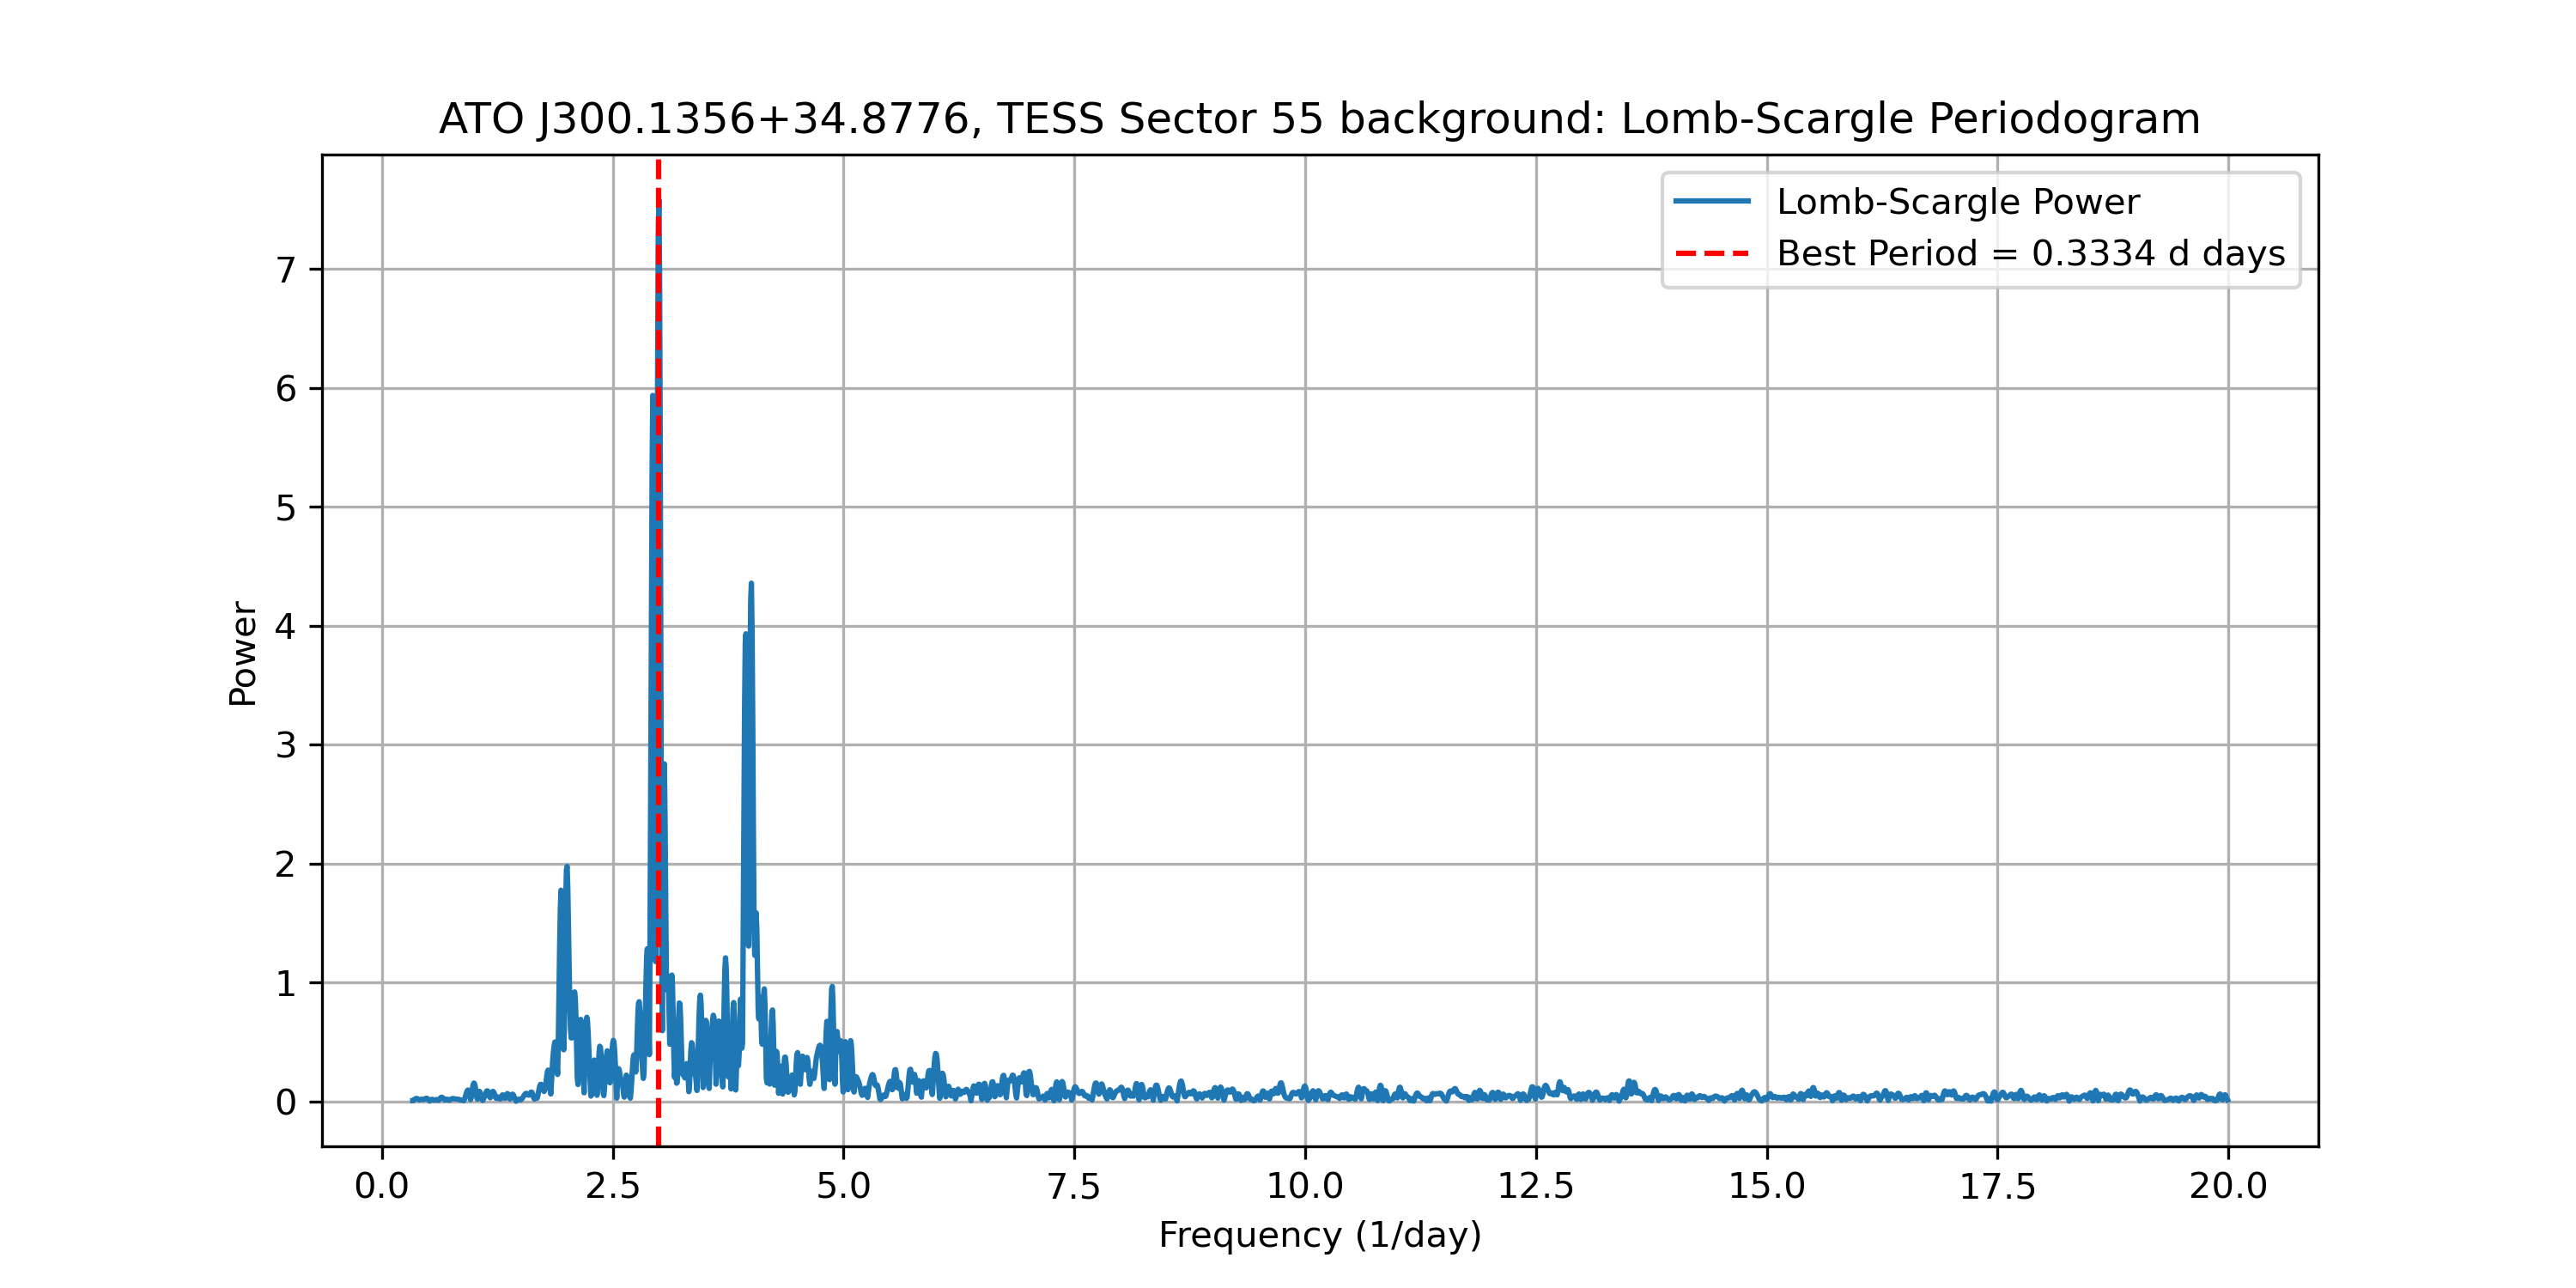 ATO J300.1356+34.8776, TESS Sector 55 background: Lomb-Scargle Periodogram
Lomb-Scargle Power
Best Period = 0.3334 d days
7
6
5
4
3
2
1
0
Power
0.0 2.5 5.0 7.5 10.0 12.5 15.0 17.5 20.0
Frequency (1/day)